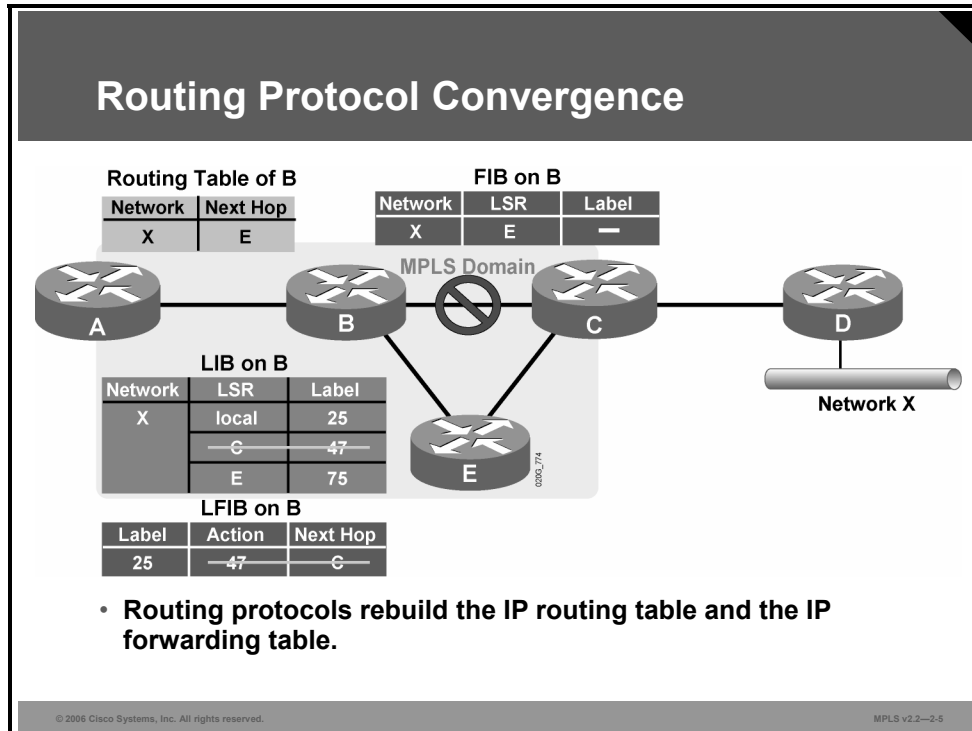 Routing Protocol Convergence
Routing Table of B
Network Next Hop
X E
FIB on B
Network LSR Label
X E —
MPLS Domain
A
B
C
D
Network X
LIB on B
Network LSR Label
X local 25
C 47
E 75
E
020G_774
LFIB on B
Label Action Next Hop
25 47 C
• Routing protocols rebuild the IP routing table and the IP
forwarding table.
© 2006 Cisco Systems, Inc. All rights reserved.
MPLS v2.2—2-5